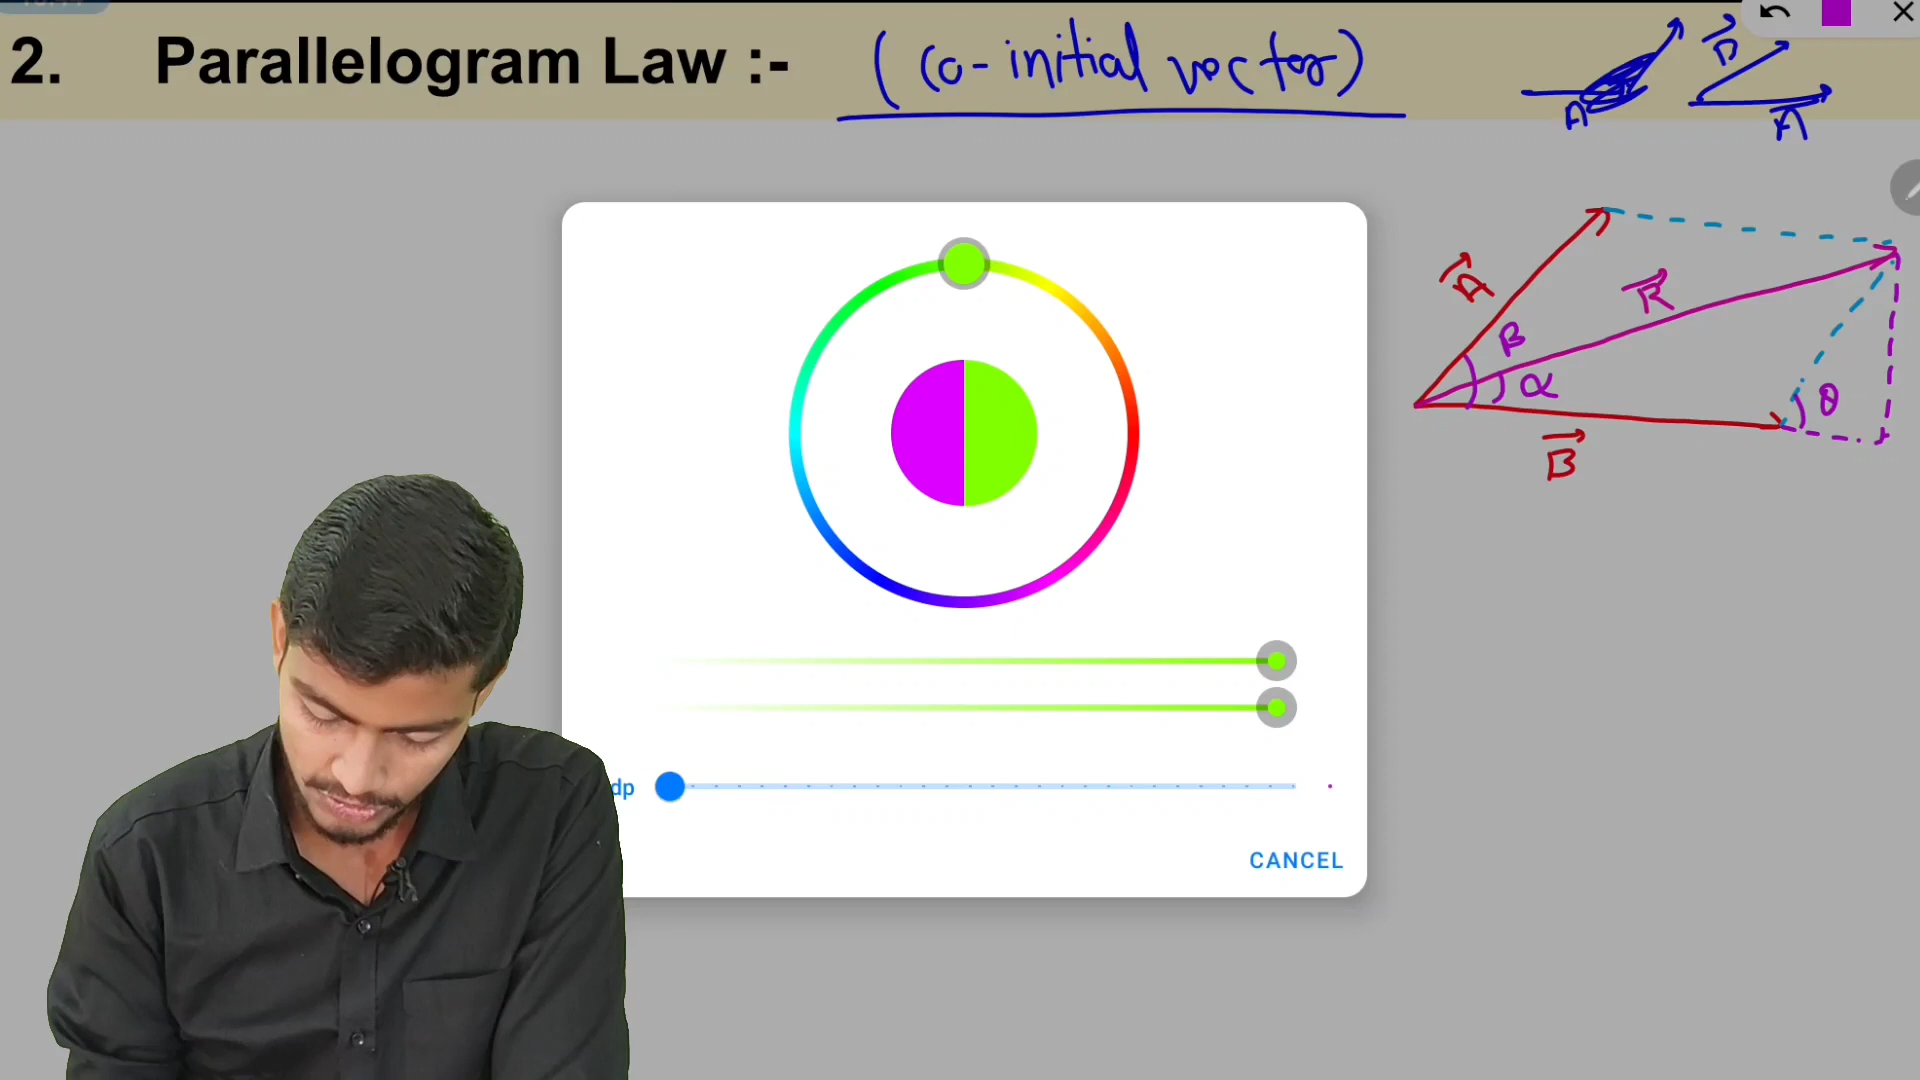 2. Parallelogram Law :- (co-initial vector)
A
B
A
A
R
β
α
θ
B
dp
CANCEL